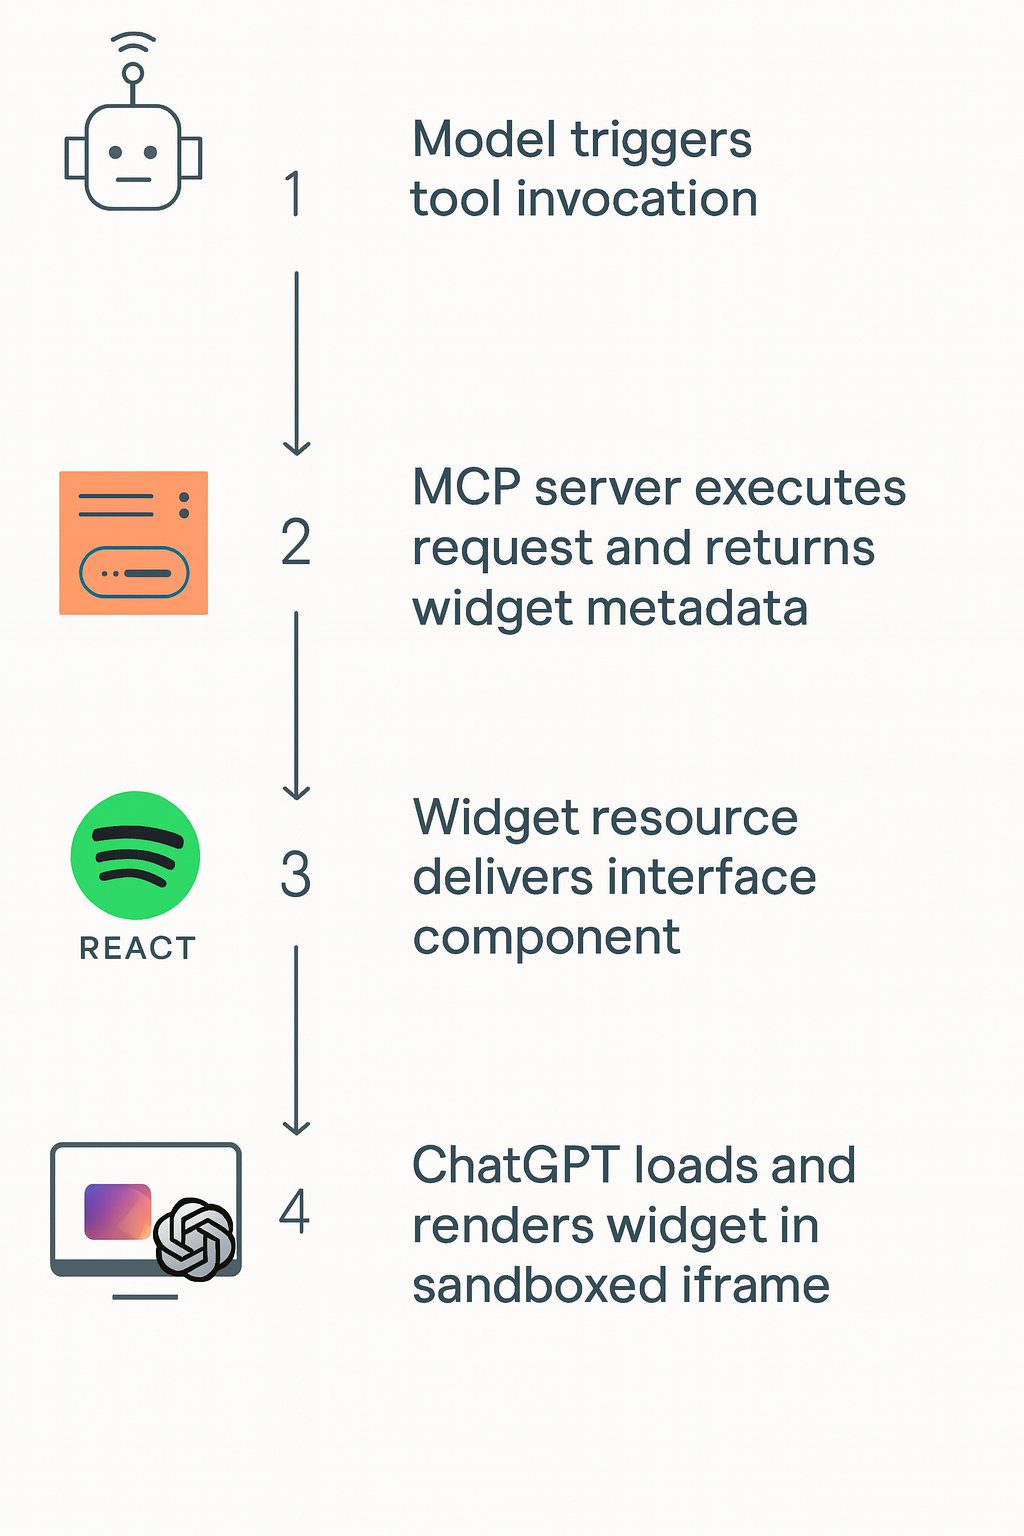 1
Model triggers
tool invocation
2
MCP server executes
request and returns
widget metadata
3
REACT
Widget resource
delivers interface
component
4
ChatGPT loads and
renders widget in
sandboxed iframe